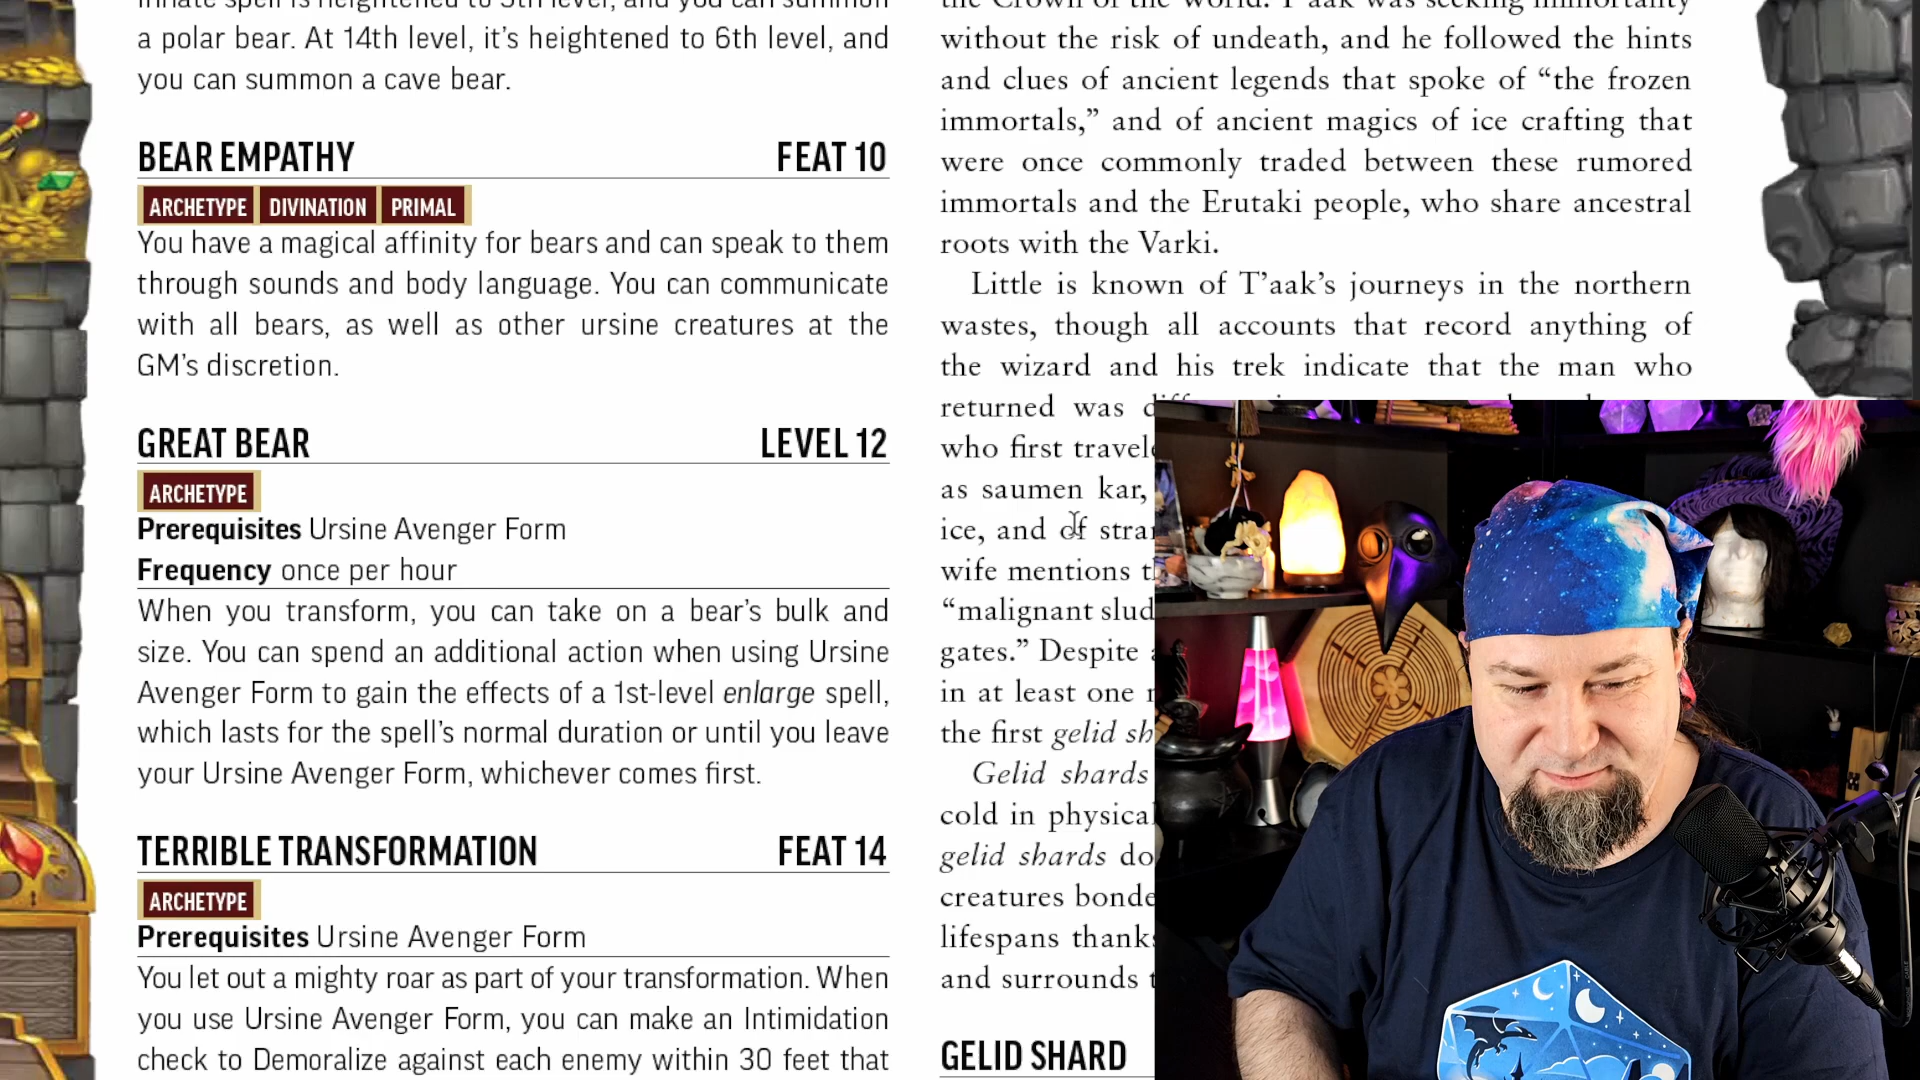 a polar bear. At 14th level, it's heightened to 6th level, and
you can summon a cave bear.
BEAR EMPATHY FEAT 10
ARCHETYPE DIVINATION PRIMAL
You have a magical affinity for bears and can speak to them
through sounds and body language. You can communicate
with all bears, as well as other ursine creatures at the
GM's discretion.
GREAT BEAR LEVEL 12
ARCHETYPE
Prerequisites Ursine Avenger Form
Frequency once per hour
When you transform, you can take on a bear's bulk and
size. You can spend an additional action when using Ursine
Avenger Form to gain the effects of a 1st-level enlarge spell,
which lasts for the spell's normal duration or until you leave
your Ursine Avenger Form, whichever comes first.
TERRIBLE TRANSFORMATION FEAT 14
ARCHETYPE
Prerequisites Ursine Avenger Form
You let out a mighty roar as part of your transformation. When
you use Ursine Avenger Form, you can make an Intimidation
check to Demoralize against each enemy within 30 feet that
without the risk of undeath, and he followed the hints
and clues of ancient legends that spoke of “the frozen
immortals,” and of ancient magics of ice crafting that
were once commonly traded between these rumored
immortals and the Erutaki people, who share ancestral
roots with the Varki.
Little is known of T'aak's journeys in the northern
wastes, though all accounts that record anything of
the wizard and his trek indicate that the man who
returned was
who first
as saumen kar,
ice, and of
wife mentions
“malignant
gates.” Despite
in at least one
the first gelid
Gelid shards
cold in
gelid shards
creatures
lifespans
and surrounds
GELID SHARD